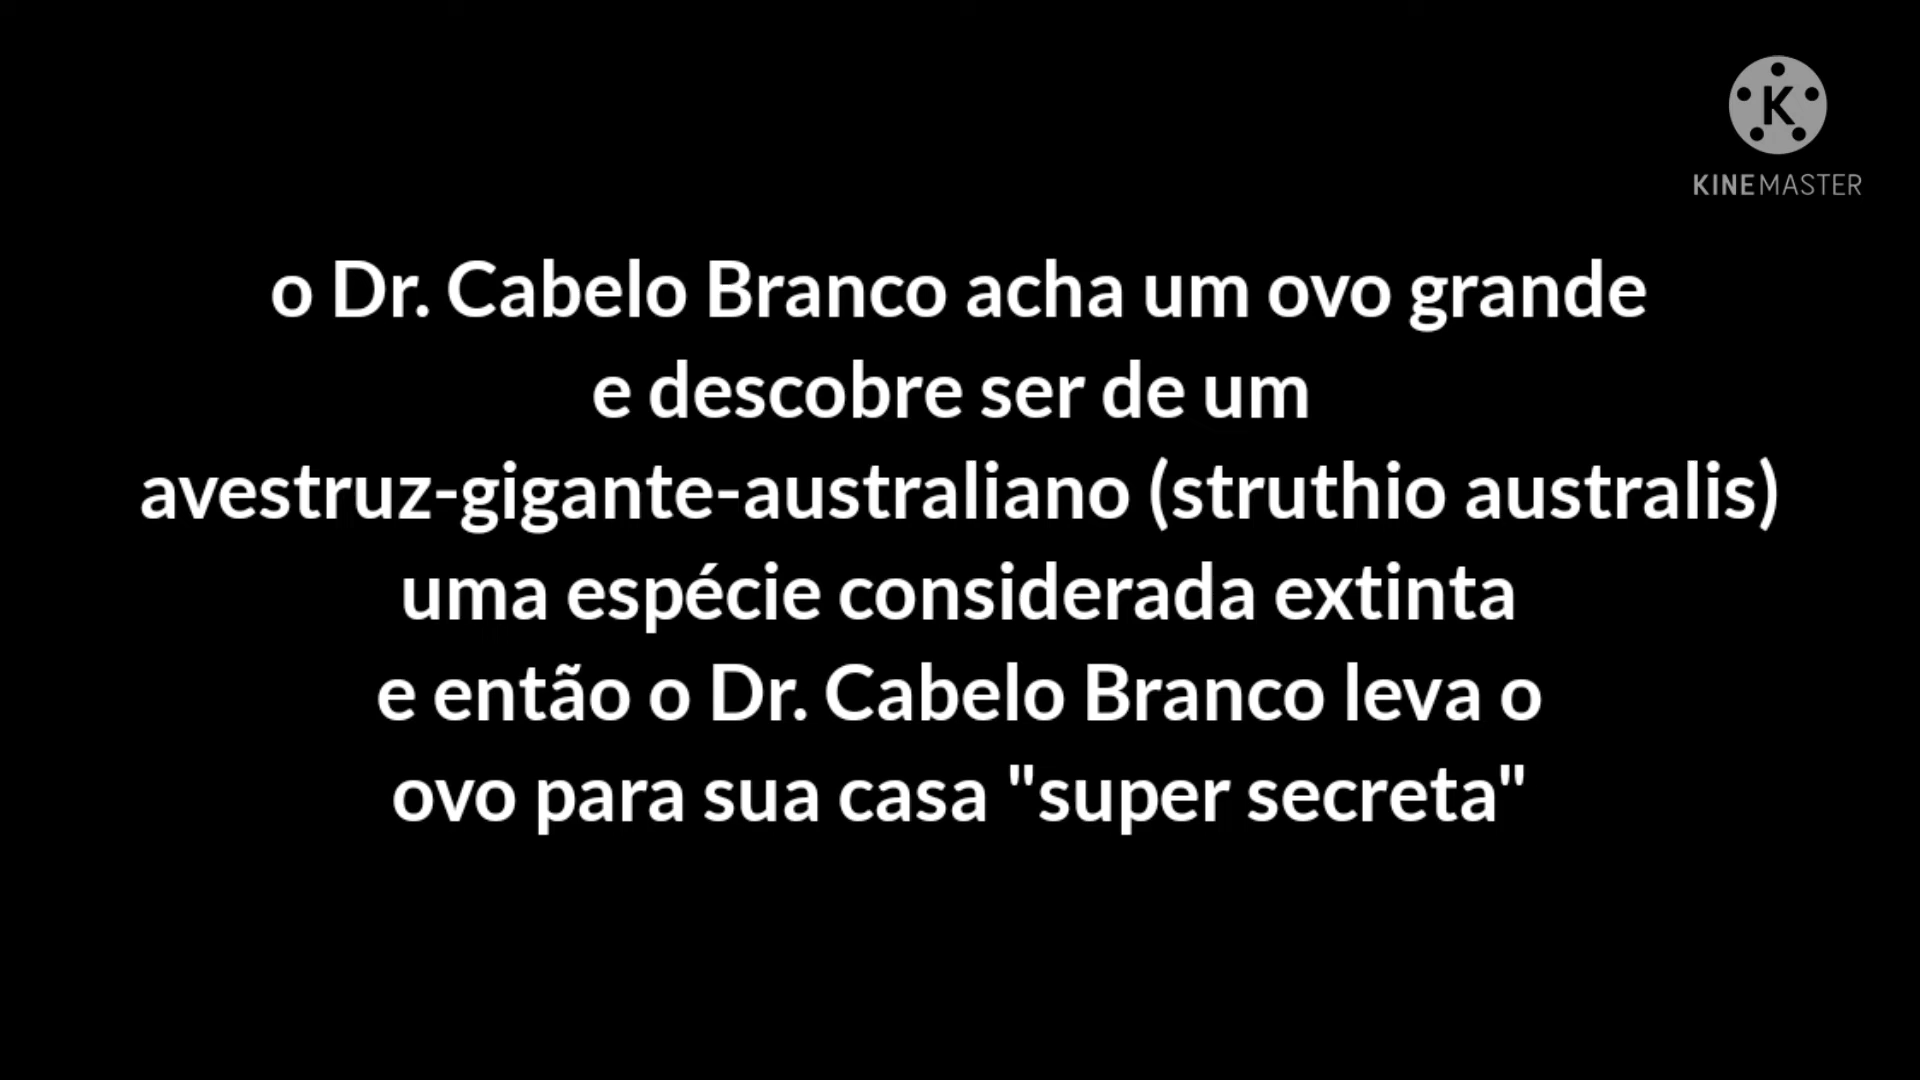 K
KINEMASTER
o Dr. Cabelo Branco acha um ovo grande
e descobre ser de um
avestruz-gigante-australiano (struthio australis)
uma espécie considerada extinta
e então o Dr. Cabelo Branco leva o
ovo para sua casa "super secreta"